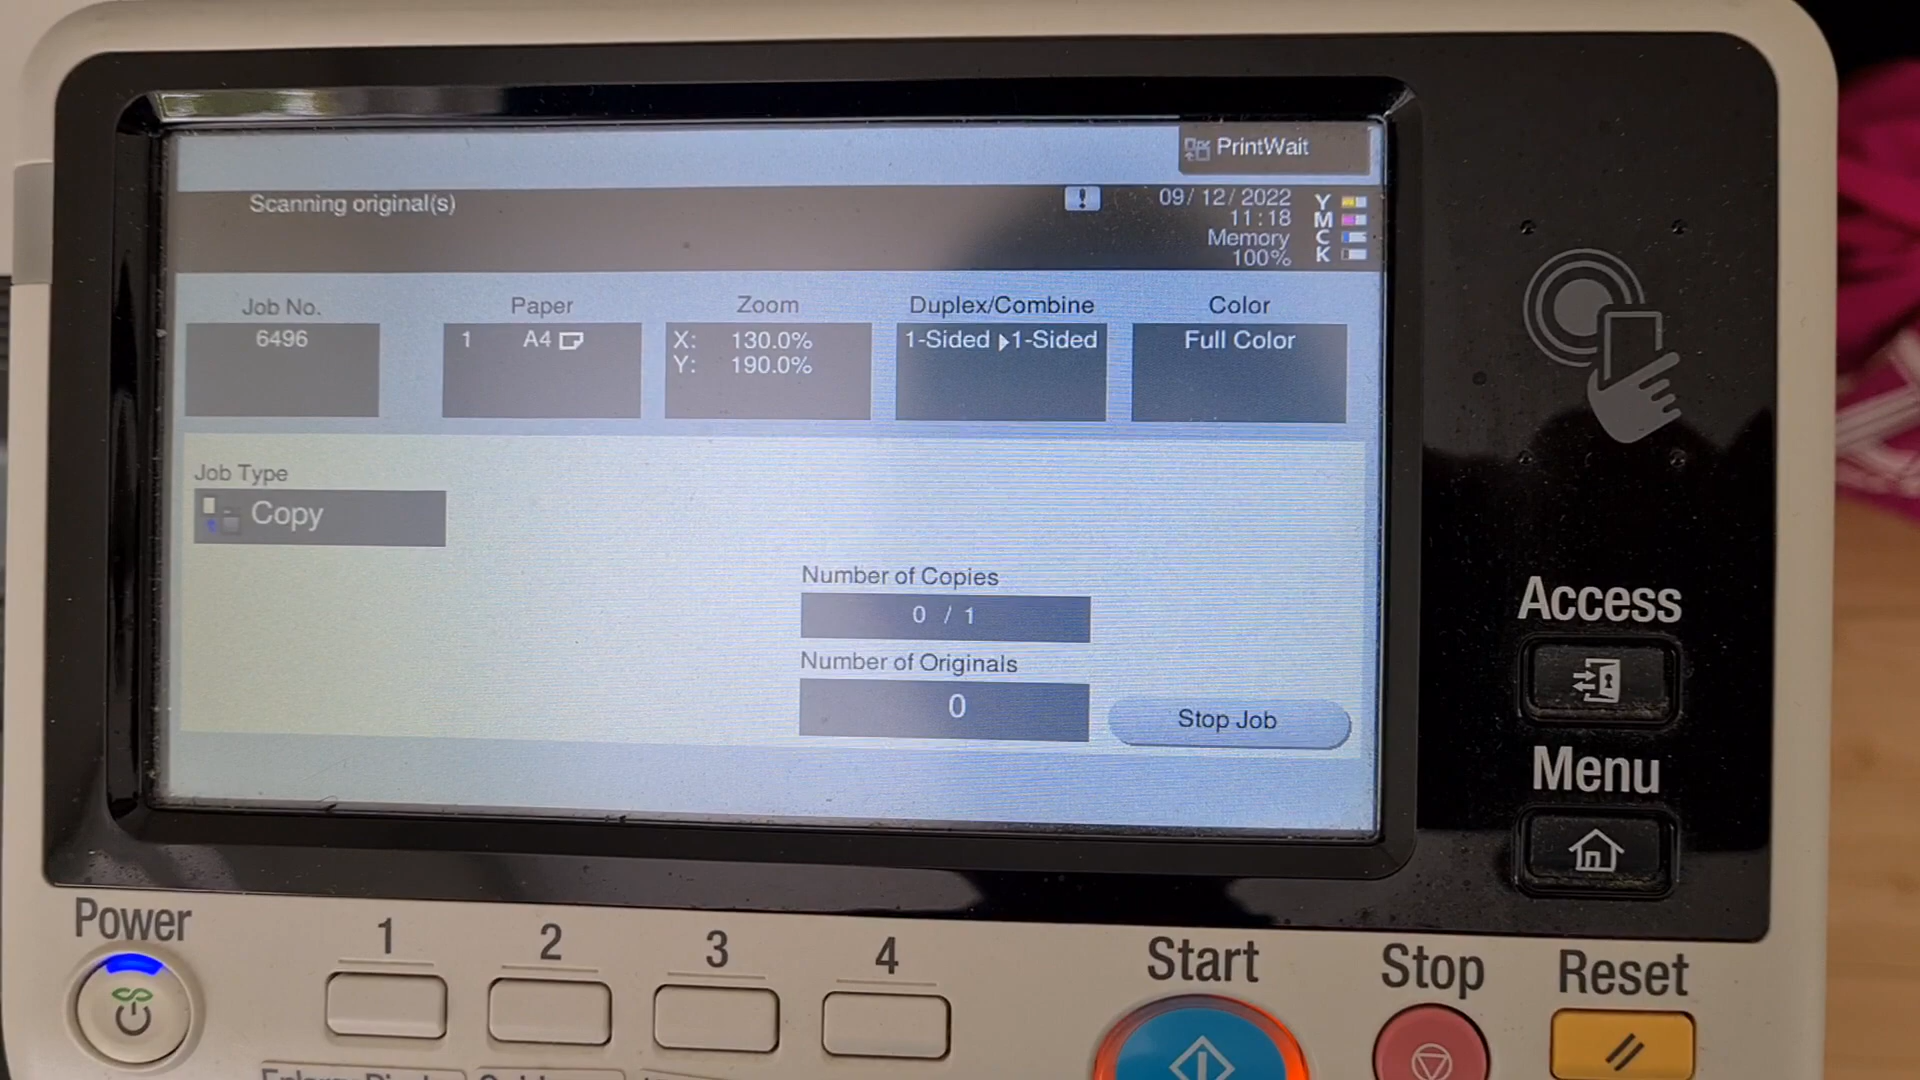 PrintWait
Scanning original(s)
!
09/12/2022
11:18
Memory
100%
Y
M
C
K
Job No.
6496
Paper
1 A4
Zoom
X: 130.0%
Y: 190.0%
Duplex/Combine
1-Sided ▶1-Sided
Color
Full Color
Job Type
Copy
Number of Copies
0 / 1
Number of Originals
0
Stop Job
Access
Menu
Power
1
2
3
4
Start
Stop
Reset